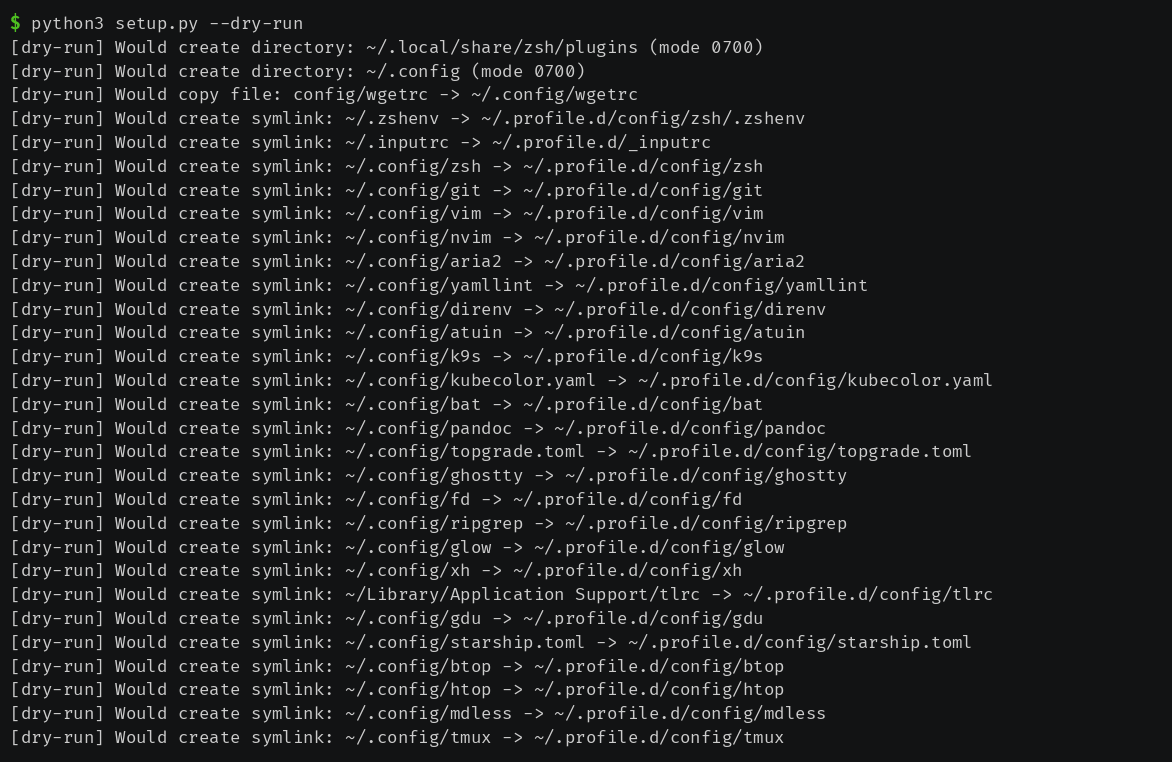 $ python3 setup.py --dry-run
[dry-run] Would create directory: ~/.local/share/zsh/plugins (mode 0700)
[dry-run] Would create directory: ~/.config (mode 0700)
[dry-run] Would copy file: config/wgetrc -> ~/.config/wgetrc
[dry-run] Would create symlink: ~/.zshenv -> ~/.profile.d/config/zsh/.zshenv
[dry-run] Would create symlink: ~/.inputrc -> ~/.profile.d/_inputrc
[dry-run] Would create symlink: ~/.config/zsh -> ~/.profile.d/config/zsh
[dry-run] Would create symlink: ~/.config/git -> ~/.profile.d/config/git
[dry-run] Would create symlink: ~/.config/vim -> ~/.profile.d/config/vim
[dry-run] Would create symlink: ~/.config/nvim -> ~/.profile.d/config/nvim
[dry-run] Would create symlink: ~/.config/aria2 -> ~/.profile.d/config/aria2
[dry-run] Would create symlink: ~/.config/yamllint -> ~/.profile.d/config/yamllint
[dry-run] Would create symlink: ~/.config/direnv -> ~/.profile.d/config/direnv
[dry-run] Would create symlink: ~/.config/atuin -> ~/.profile.d/config/atuin
[dry-run] Would create symlink: ~/.config/k9s -> ~/.profile.d/config/k9s
[dry-run] Would create symlink: ~/.config/kubecolor.yaml -> ~/.profile.d/config/kubecolor.yaml
[dry-run] Would create symlink: ~/.config/bat -> ~/.profile.d/config/bat
[dry-run] Would create symlink: ~/.config/pandoc -> ~/.profile.d/config/pandoc
[dry-run] Would create symlink: ~/.config/topgrade.toml -> ~/.profile.d/config/topgrade.toml
[dry-run] Would create symlink: ~/.config/ghostty -> ~/.profile.d/config/ghostty
[dry-run] Would create symlink: ~/.config/fd -> ~/.profile.d/config/fd
[dry-run] Would create symlink: ~/.config/ripgrep -> ~/.profile.d/config/ripgrep
[dry-run] Would create symlink: ~/.config/glow -> ~/.profile.d/config/glow
[dry-run] Would create symlink: ~/.config/xh -> ~/.profile.d/config/xh
[dry-run] Would create symlink: ~/Library/Application Support/tlrc -> ~/.profile.d/config/tlrc
[dry-run] Would create symlink: ~/.config/gdu -> ~/.profile.d/config/gdu
[dry-run] Would create symlink: ~/.config/starship.toml -> ~/.profile.d/config/starship.toml
[dry-run] Would create symlink: ~/.config/btop -> ~/.profile.d/config/btop
[dry-run] Would create symlink: ~/.config/htop -> ~/.profile.d/config/htop
[dry-run] Would create symlink: ~/.config/mdless -> ~/.profile.d/config/mdless
[dry-run] Would create symlink: ~/.config/tmux -> ~/.profile.d/config/tmux